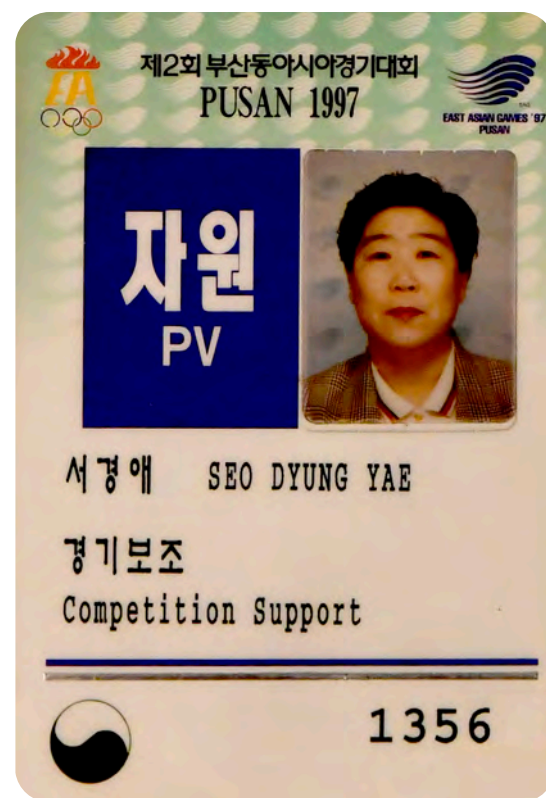 제2회 부산동아시아경기대회
PUSAN 1997
EA
EAST ASIAN GAMES '97
PUSAN
자원
PV
서경애 SEO DYUNG YAE
경기보조
Competition Support
1356